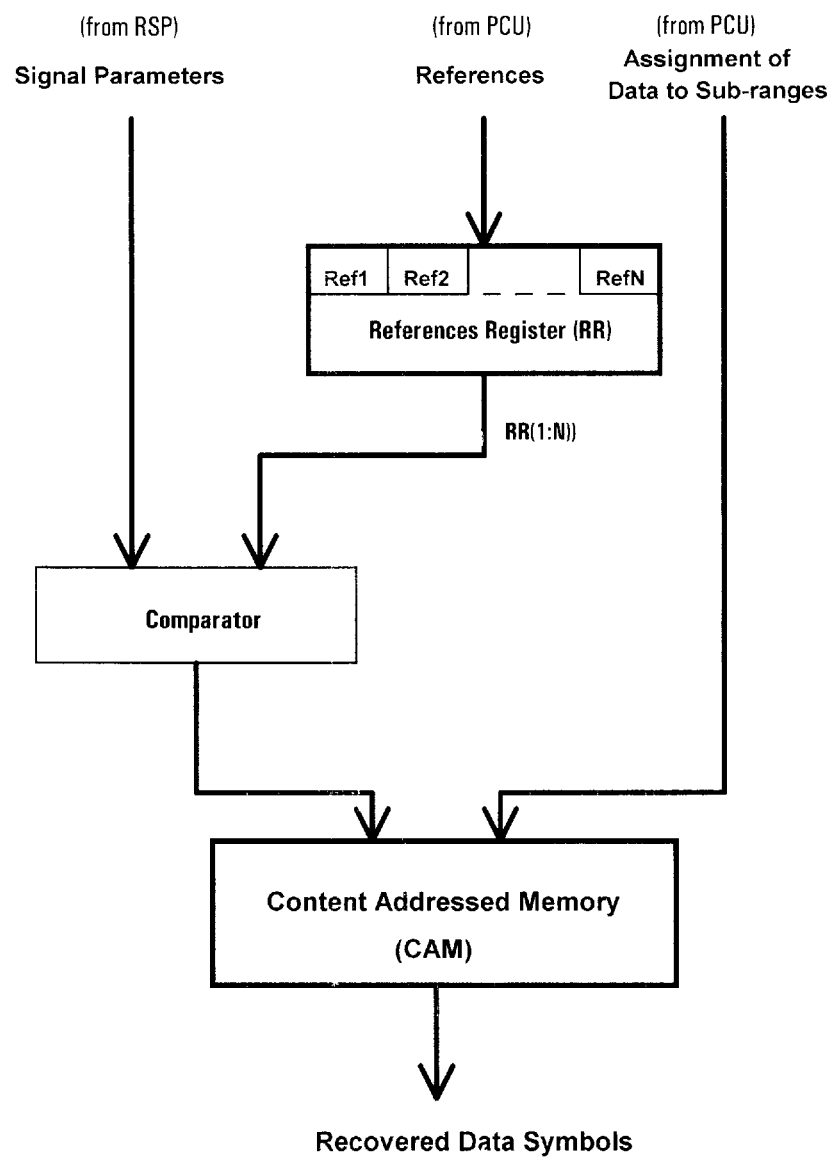 (from RSP)
Signal Parameters
(from PCU)
References
(from PCU)
Assignment of
Data to Sub-ranges
Ref1 Ref2 RefN
References Register (RR)
RR(1:N))
Comparator
Content Addressed Memory
(CAM)
Recovered Data Symbols